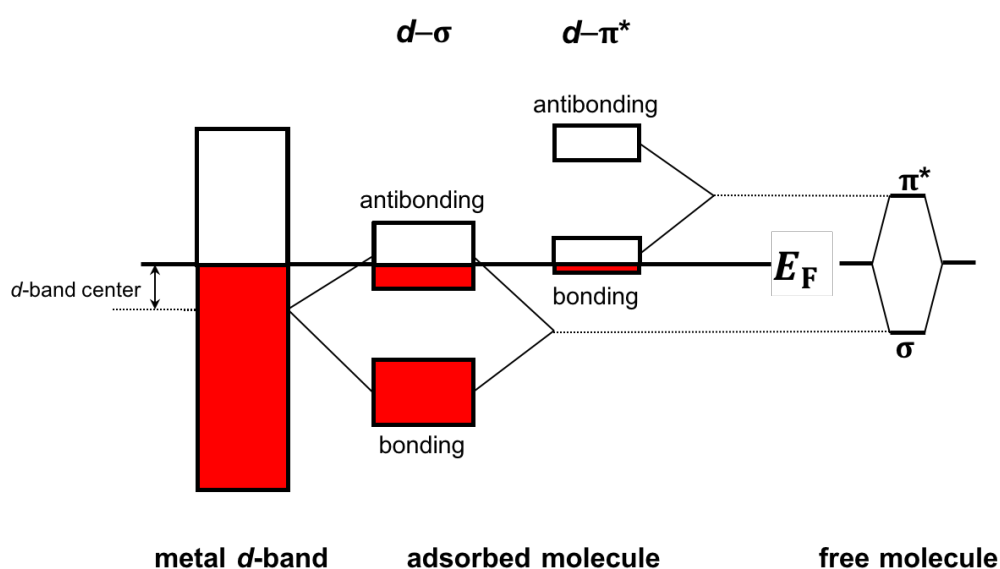 d–σ
d–π*
antibonding
π*
antibonding
d-band center
E_F
bonding
σ
bonding
metal d-band
adsorbed molecule
free molecule